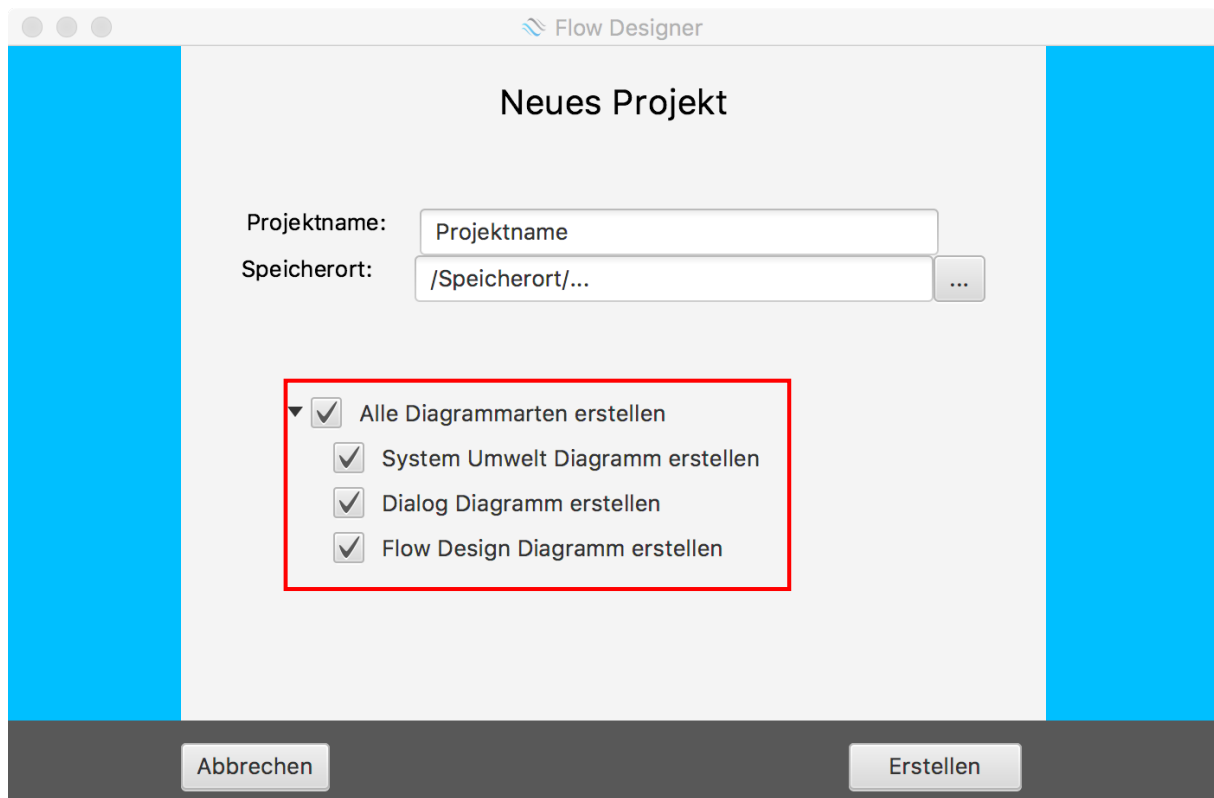 Flow Designer
Neues Projekt
Projektname: Projektname
Speicherort: /Speicherort/... ...
Alle Diagrammarten erstellen
System Umwelt Diagramm erstellen
Dialog Diagramm erstellen
Flow Design Diagramm erstellen
Abbrechen Erstellen